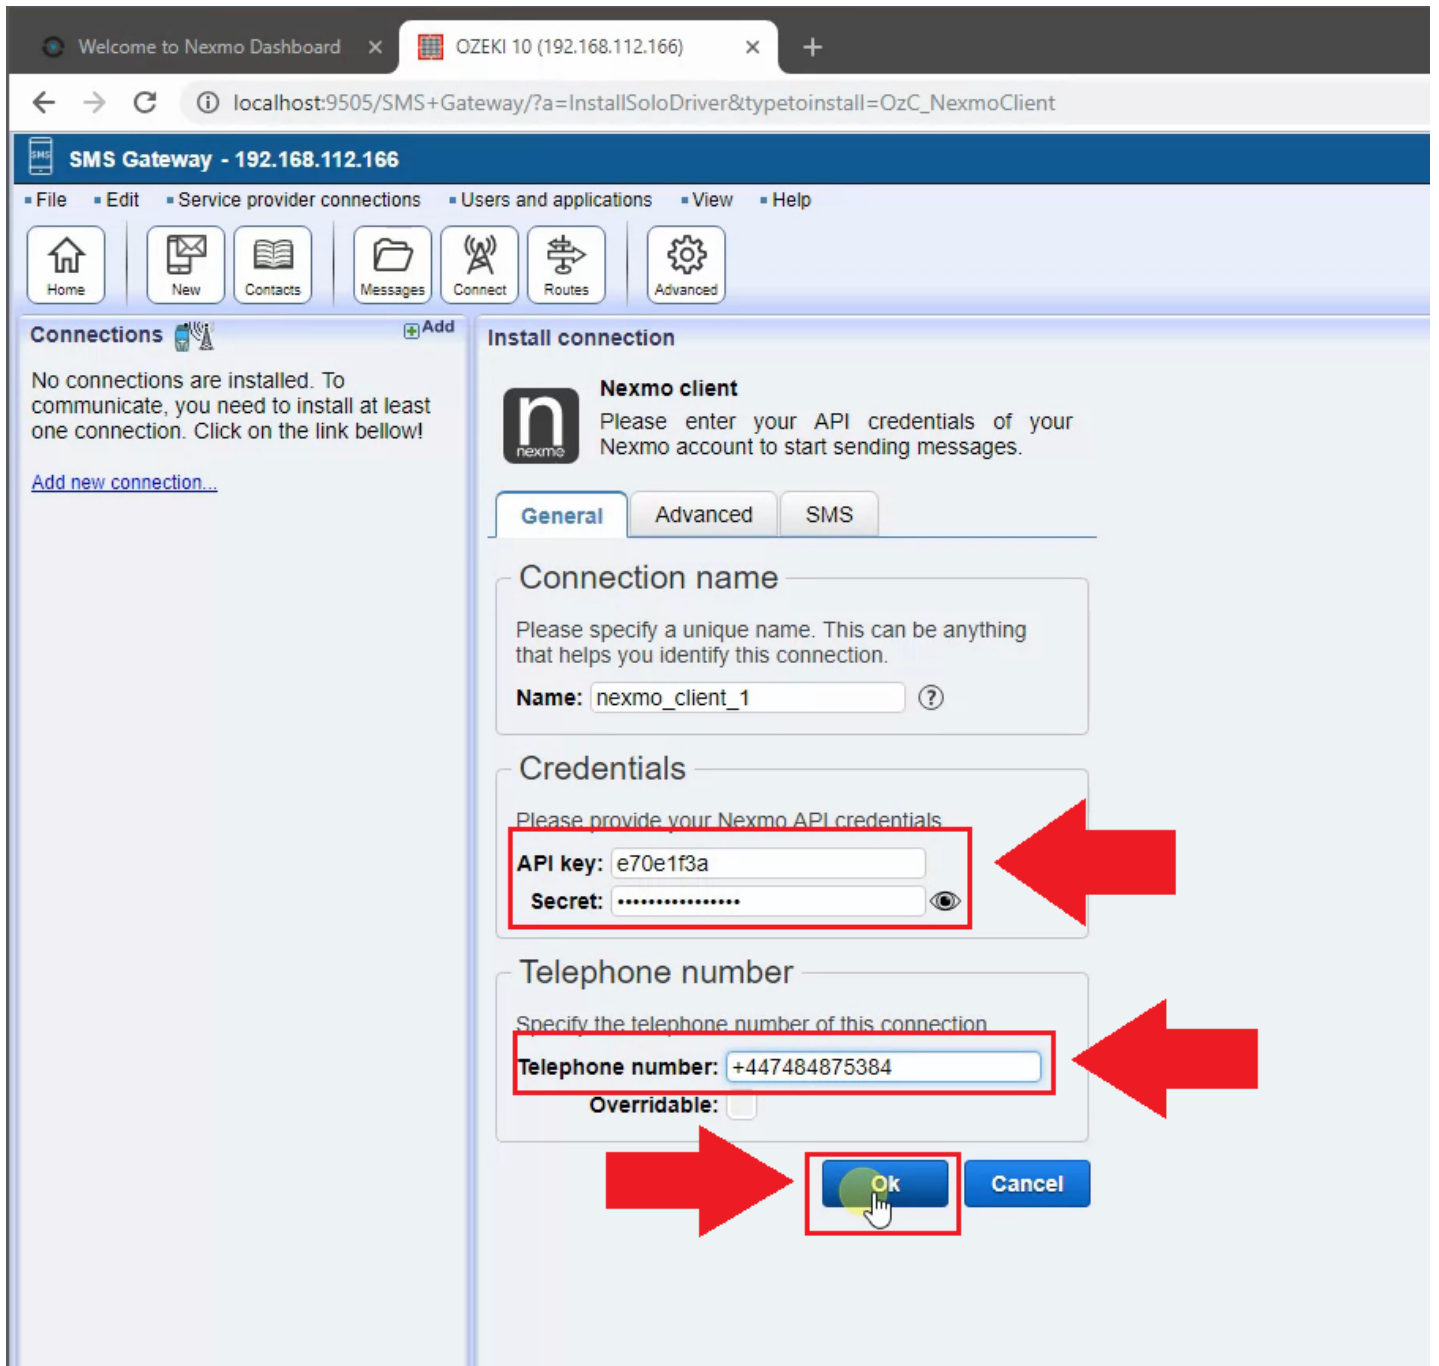 Welcome to Nexmo Dashboard
OZEKI 10 (192.168.112.166)
localhost:9505/SMS+Gateway/?a=InstallSoloDriver&typetoinstall=OzC_NexmoClient
SMS
SMS Gateway - 192.168.112.166
File Edit Service provider connections Users and applications View Help
Home New Contacts Messages Connect Routes Advanced
Connections Add
No connections are installed. To
communicate, you need to install at least
one connection. Click on the link bellow!
Add new connection...
Install connection
n
nexmo
Nexmo client
Please enter your API credentials of your
Nexmo account to start sending messages.
General Advanced SMS
Connection name
Please specify a unique name. This can be anything
that helps you identify this connection.
Name: nexmo_client_1 ?
Credentials
Please provide your Nexmo API credentials
API key: e70e1f3a
Secret: ••••••••••••••••
Telephone number
Specify the telephone number of this connection
Telephone number: +447484875384
Overridable:
Ok Cancel